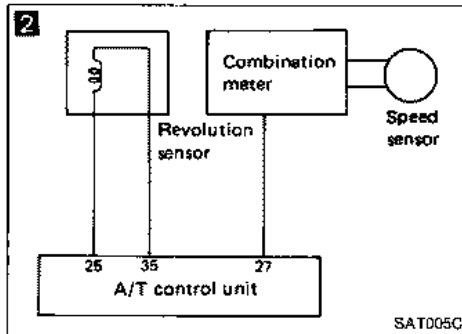 2
Combination
meter
Revolution
sensor
Speed
sensor
25 35 27
A/T control unit
SAT005C